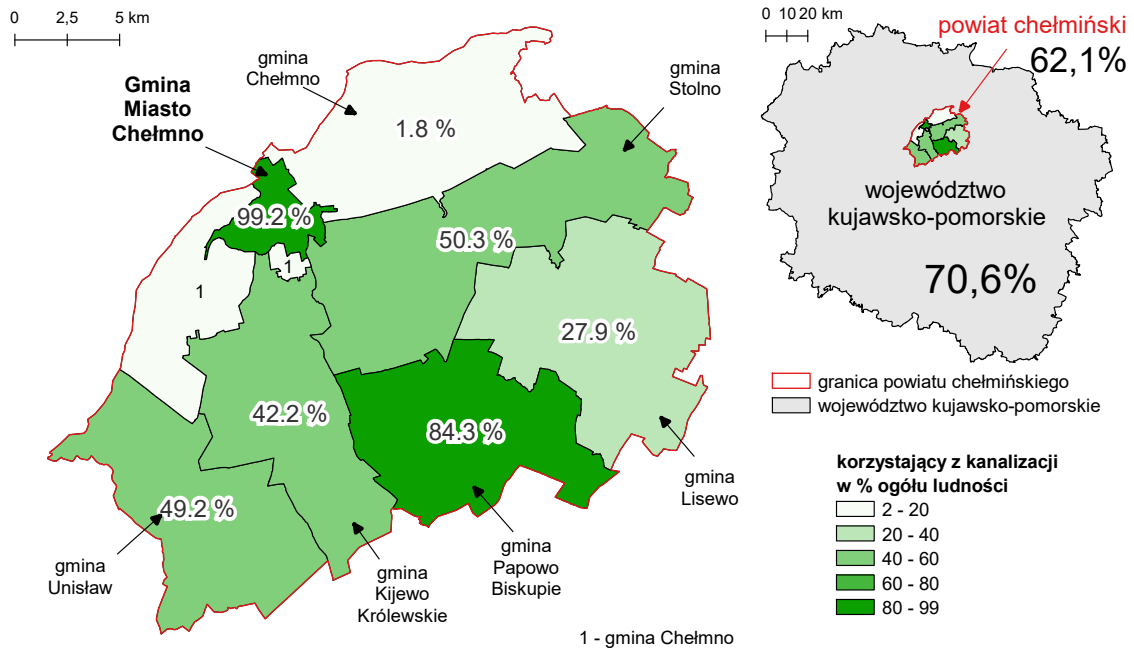 0 2,5 5 km
gmina
Chełmno
Gmina
Miasto
Chełmno
gmina
Stolno
1.8 %
99.2 %
50.3 %
1
1
27.9 %
42.2 %
84.3 %
49.2 %
gmina
Lisewo
gmina
Unisław
gmina
Kijewo
Królewskie
gmina
Papowo
Biskupie
1 - gmina Chełmno
0 10 20 km
powiat chełmiński
62,1%
województwo
kujawsko-pomorskie
70,6%
granica powiatu chełmińskiego
województwo kujawsko-pomorskie
korzystający z kanalizacji
w % ogółu ludności
2 - 20
20 - 40
40 - 60
60 - 80
80 - 99